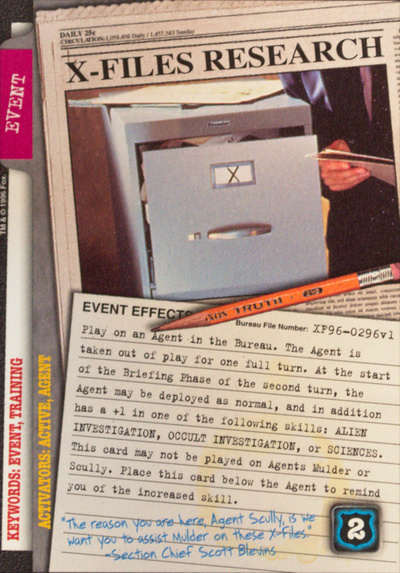 DAILY 25¢
CIRCULATION: 1,058,498 Daily / 1,457,583 Sunday
X-FILES RESEARCH
EVENT
X
TM & © 1996 Fox.
TRUTH
EVENT EFFECTS
Bureau File Number: XF96-0296v1
Play on an Agent in the Bureau. The Agent is
taken out of play for one full turn. At the start
of the Briefing Phase of the second turn, the
Agent may be deployed as normal, and in addition
has a +1 in one of the following skills: ALIEN
INVESTIGATION, OCCULT INVESTIGATION, or SCIENCES.
This card may not be played on Agents Mulder or
Scully. Place this card below the Agent to remind
you of the increased skill.
"The reason you are here, Agent Scully, is we
want you to assist Mulder on these X-Files."
-Section Chief Scott Blevins
2
KEYWORDS: EVENT, TRAINING
ACTIVATORS: ACTIVE, AGENT